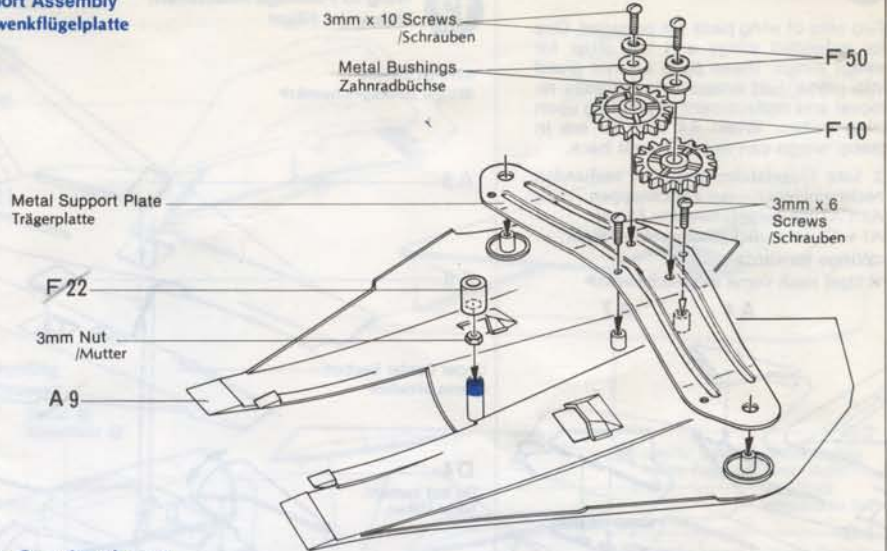 ort Assembly
wenkflügelplatte
3mm x 10 Screws
/Schrauben
Metal Bushings
Zahnradbüchse
F 50
F 10
Metal Support Plate
Trägerplatte
3mm x 6
Screws
/Schrauben
F 22
3mm Nut
/Mutter
A 9